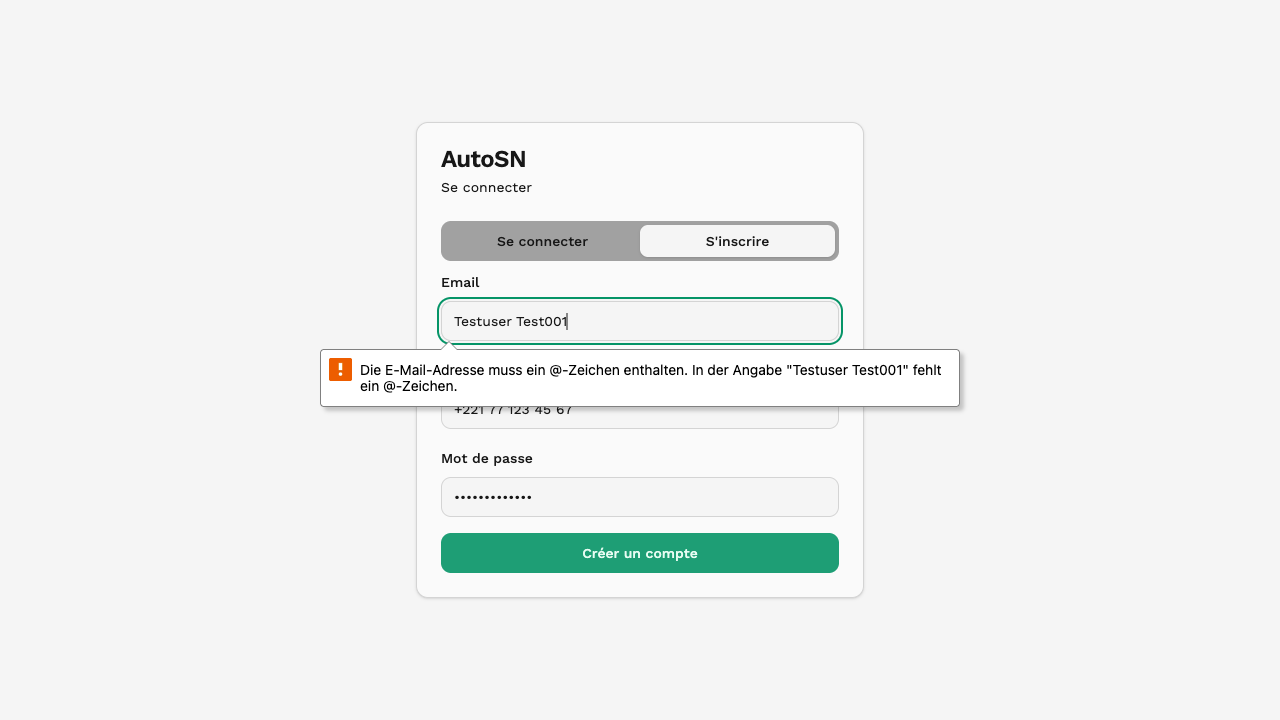 AutoSN
Se connecter
Se connecter
S'inscrire
Email
Testuser Test001
Die E-Mail-Adresse muss ein @-Zeichen enthalten. In der Angabe "Testuser Test001" fehlt
ein @-Zeichen.
+221 77 123 45 67
Mot de passe
•••••••••••••
Créer un compte